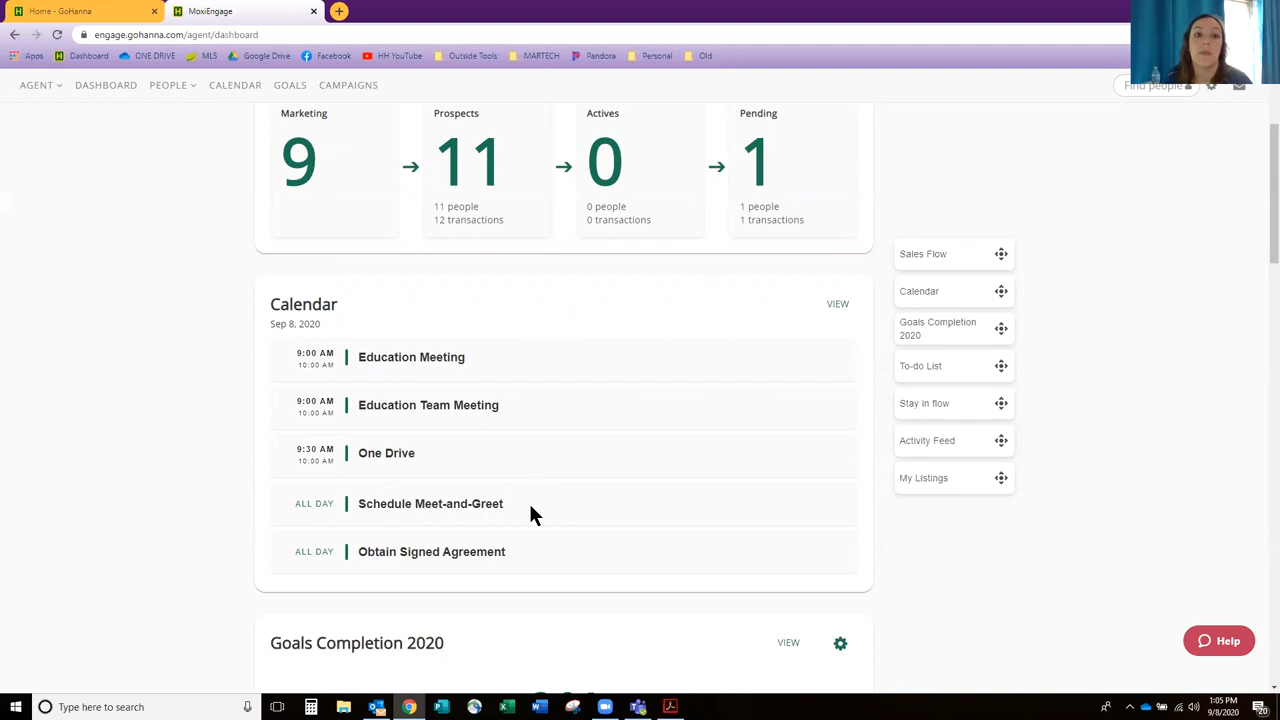 Home - GoHanna
MoxiEngage
engage.gohanna.com/agent/dashboard
Apps Dashboard ONE DRIVE MLS Google Drive Facebook HH YouTube Outside Tools MARTECH Pandora Personal Old
AGENT DASHBOARD PEOPLE CALENDAR GOALS CAMPAIGNS
Find people
Marketing Prospects Actives Pending
9 11 0 1
11 people 0 people 1 people
12 transactions 0 transactions 1 transactions
Sales Flow
Calendar
Goals Completion
2020
To-do List
Stay in flow
Activity Feed
My Listings
Calendar VIEW
Sep 8, 2020
9:00 AM
10:00 AM
Education Meeting
9:00 AM
10:00 AM
Education Team Meeting
9:30 AM
10:00 AM
One Drive
ALL DAY Schedule Meet-and-Greet
ALL DAY Obtain Signed Agreement
Goals Completion 2020 VIEW
Help
Type here to search
1:05 PM
9/8/2020
20